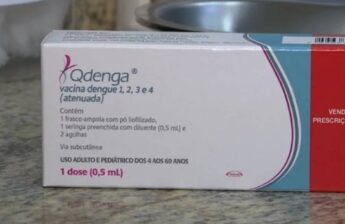 Qdenga®
vacina dengue 1, 2, 3 e 4
(atenuada)
Contém
1 frasco-ampola com pó liofilizado,
1 seringa preenchida com diluente (0,5 mL) e
2 agulhas
Via subcutânea
USO ADULTO E PEDIÁTRICO DOS 4 AOS 60 ANOS
1 dose (0,5 mL)
Takeda
VEND
PRESCRIÇ